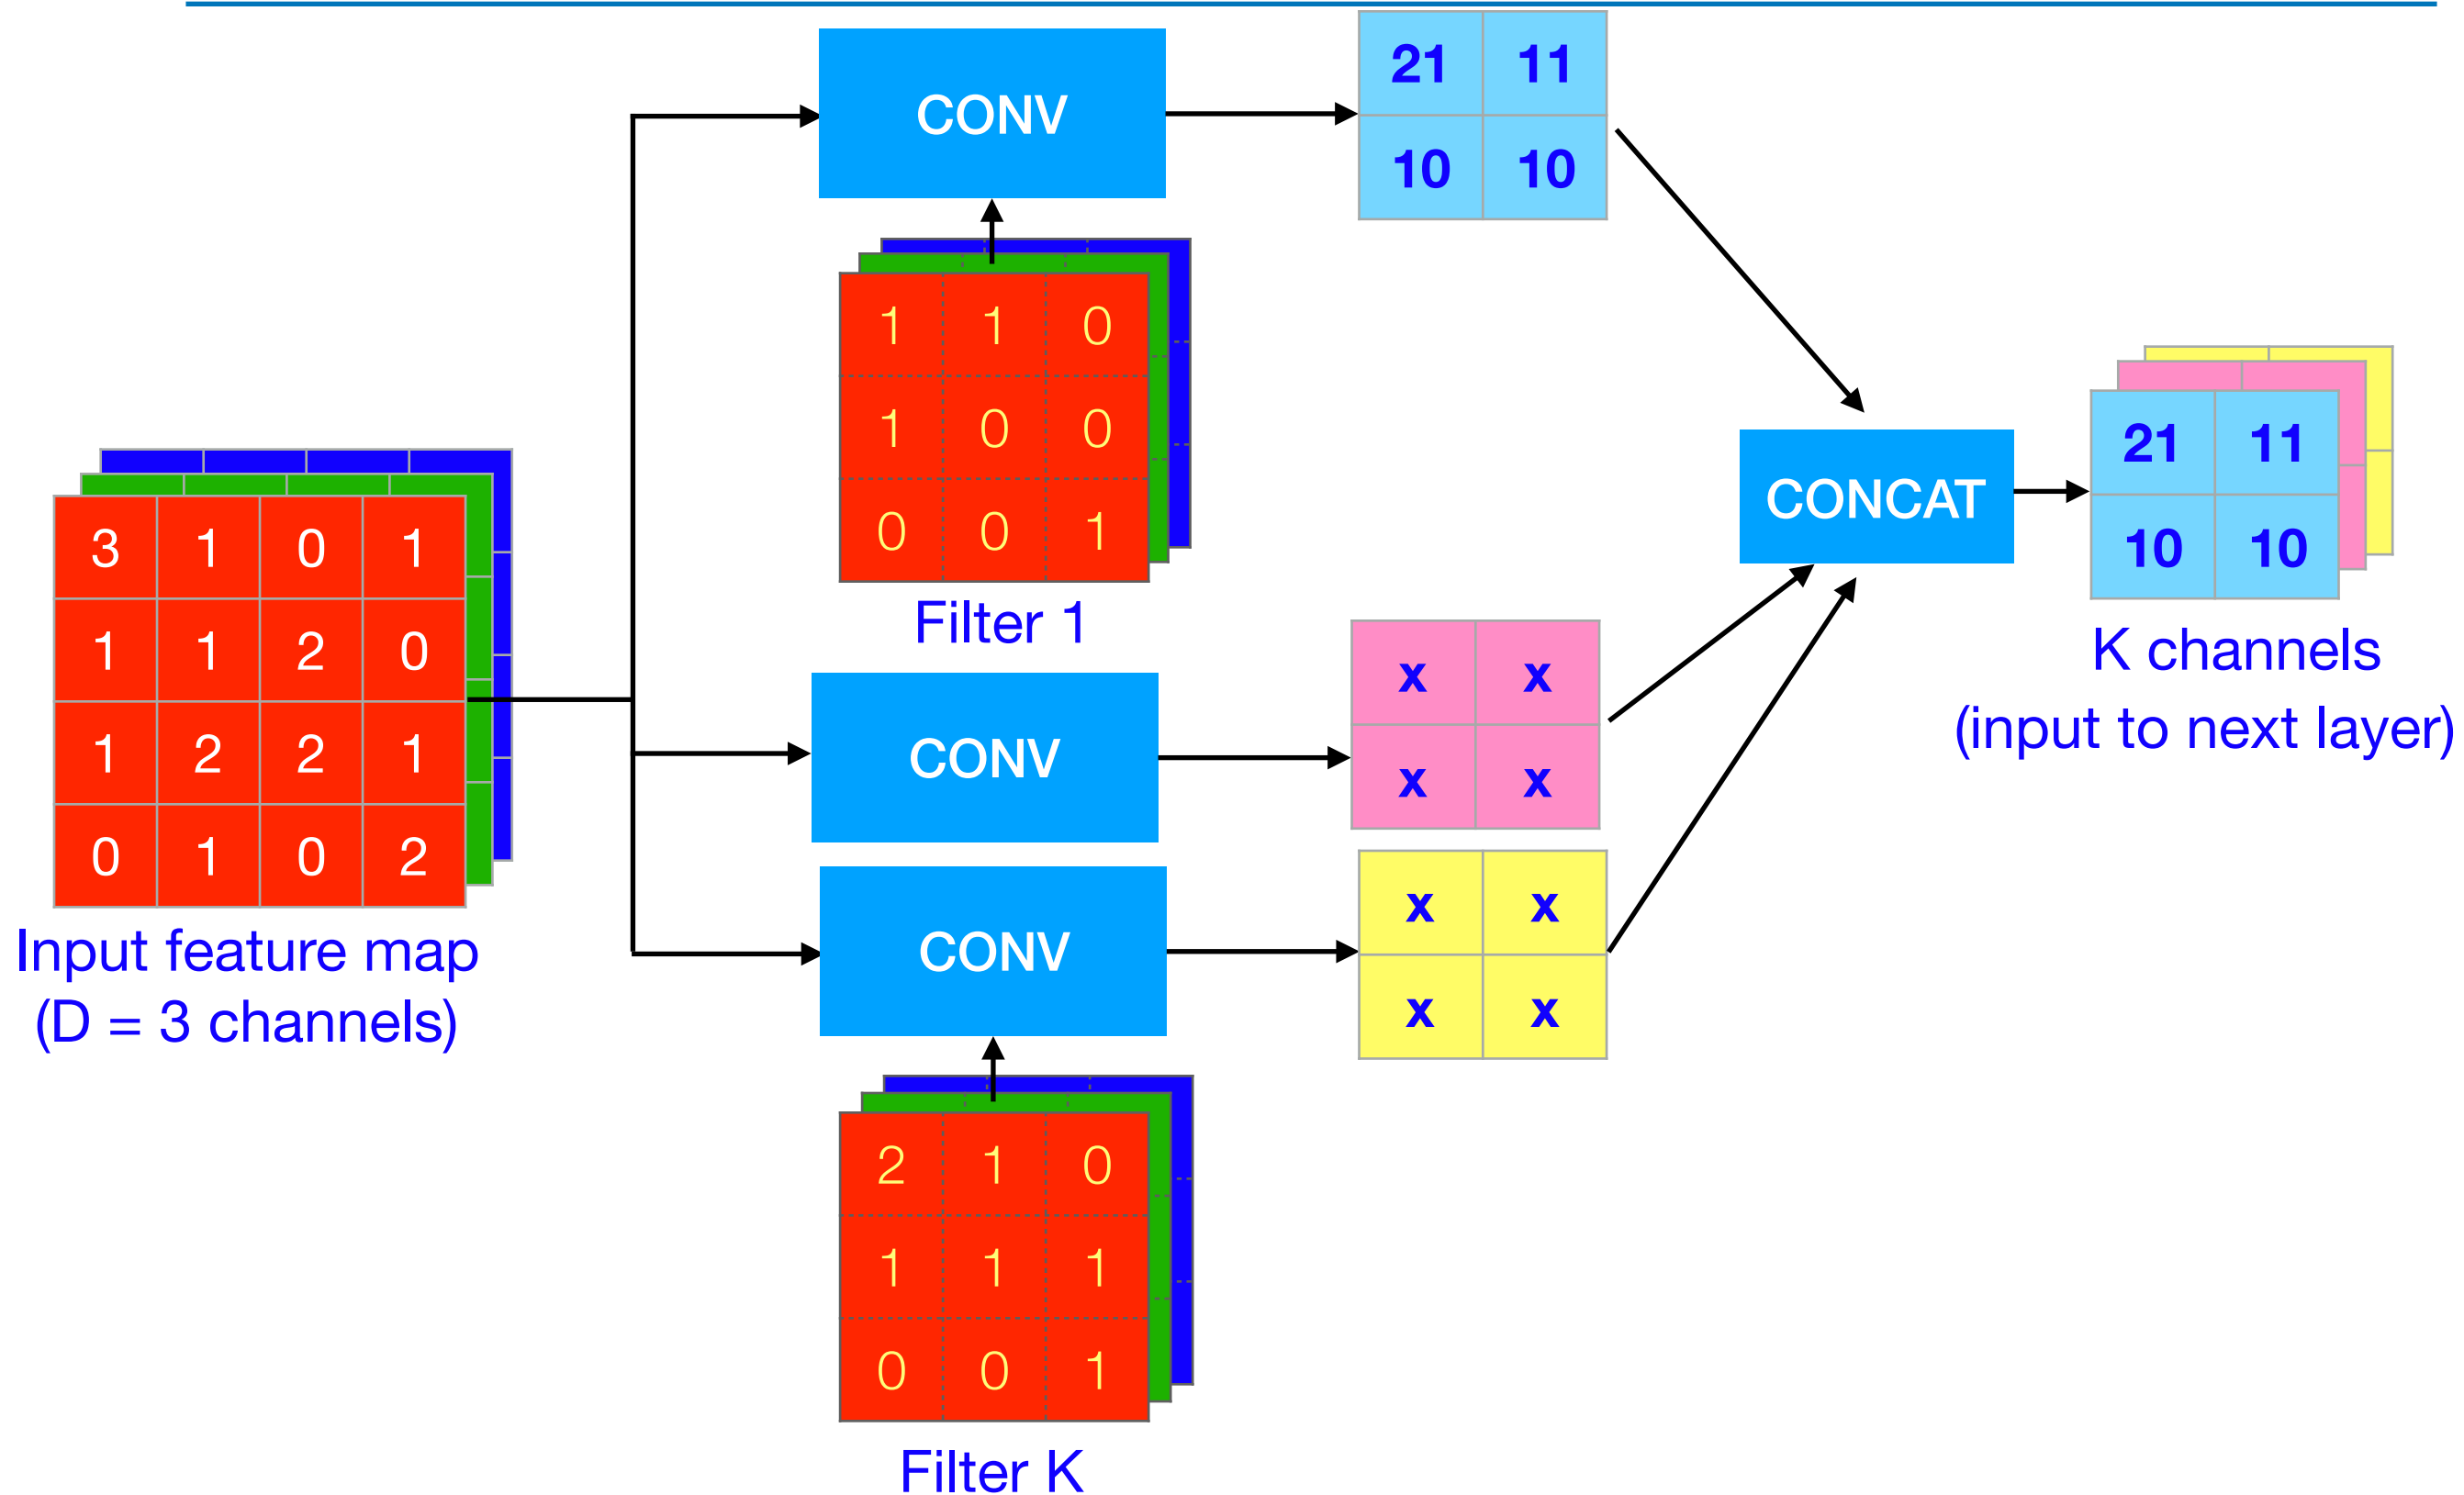 CONV
21 11
10 10
1 1 0
1 0 0
0 0 1
Filter 1
3 1 0 1
1 1 2 0
1 2 2 1
0 1 0 2
Input feature map
(D = 3 channels)
CONV
x x
x x
CONV
x x
x x
2 1 0
1 1 1
0 0 1
Filter K
CONCAT
21 11
10 10
K channels
(input to next layer)